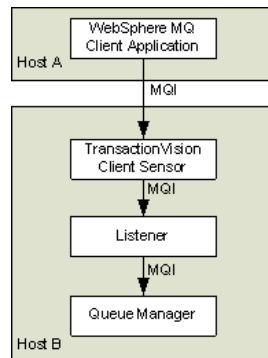 WebSphere MQ
Client Application
Host A
MQI
TransactionVision
Client Sensor
MQI
Listener
MQI
Queue Manager
Host B